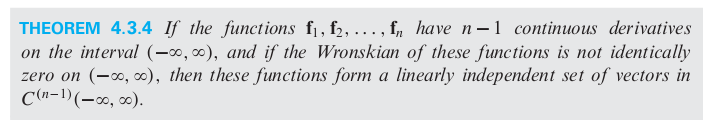 THEOREM 4.3.4 If the functions f₁, f₂, . . . , fₙ have n − 1 continuous derivatives
on the interval (−∞, ∞), and if the Wronskian of these functions is not identically
zero on (−∞, ∞), then these functions form a linearly independent set of vectors in
C⁽ⁿ⁻¹⁾(−∞, ∞).